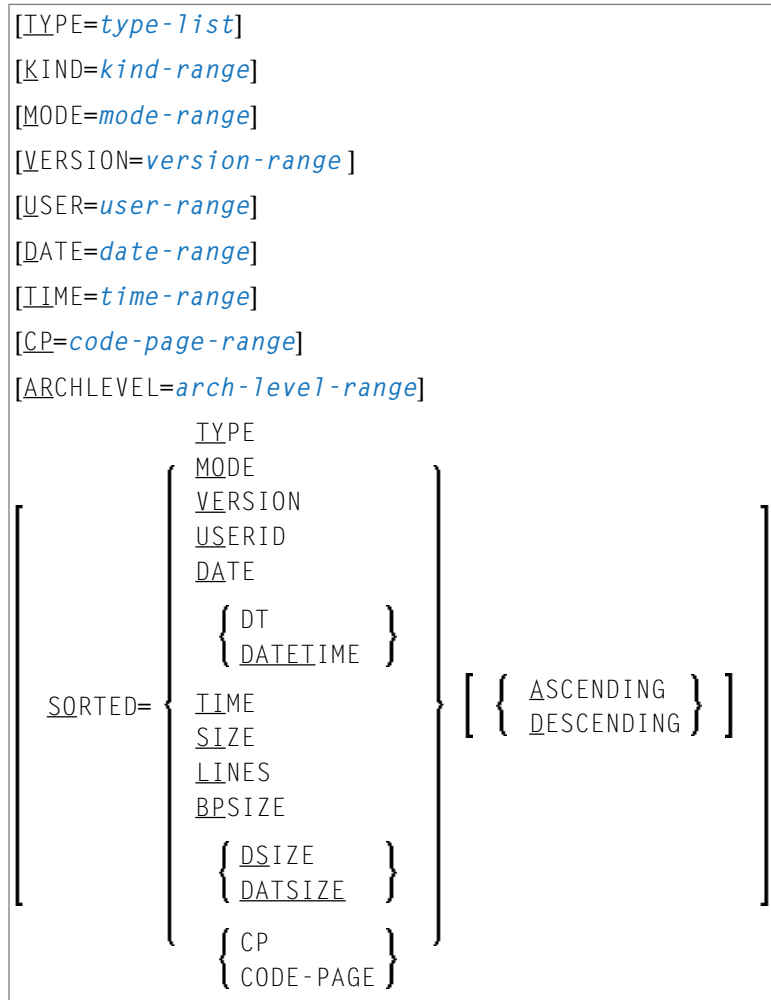 [TYPE=type-list]
[KIND=kind-range]
[MODE=mode-range]
[VERSION=version-range ]
[USER=user-range]
[DATE=date-range]
[TIME=time-range]
[CP=code-page-range]
[ARCHLEVEL=arch-level-range]
TYPE
MODE
VERSION
USERID
DATE
DT
DATETIME
SORTED=
TIME
SIZE
LINES
BPSIZE
DSIZE
DATSIZE
CP
CODE-PAGE
ASCENDING
DESCENDING